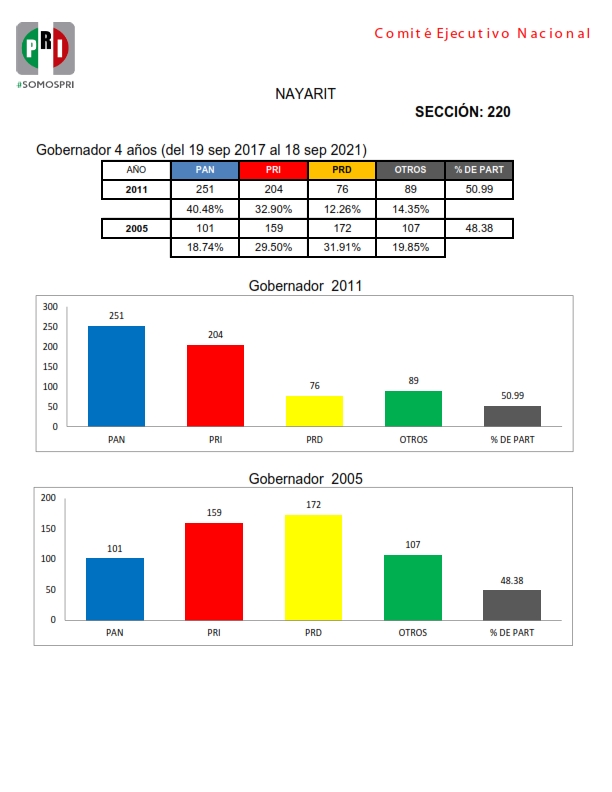 Comité Ejecutivo Nacional
PRI
#SOMOSPRI
NAYARIT
SECCIÓN: 220
Gobernador 4 años (del 19 sep 2017 al 18 sep 2021)
AÑO PAN PRI PRD OTROS % DE PART
2011 251 204 76 89 50.99
40.48% 32.90% 12.26% 14.35%
2005 101 159 172 107 48.38
18.74% 29.50% 31.91% 19.85%
Gobernador 2011
300
250
200
150
100
50
0
251
204
76
89
50.99
PAN PRI PRD OTROS % DE PART
Gobernador 2005
200
150
100
50
0
101
159
172
107
48.38
PAN PRI PRD OTROS % DE PART